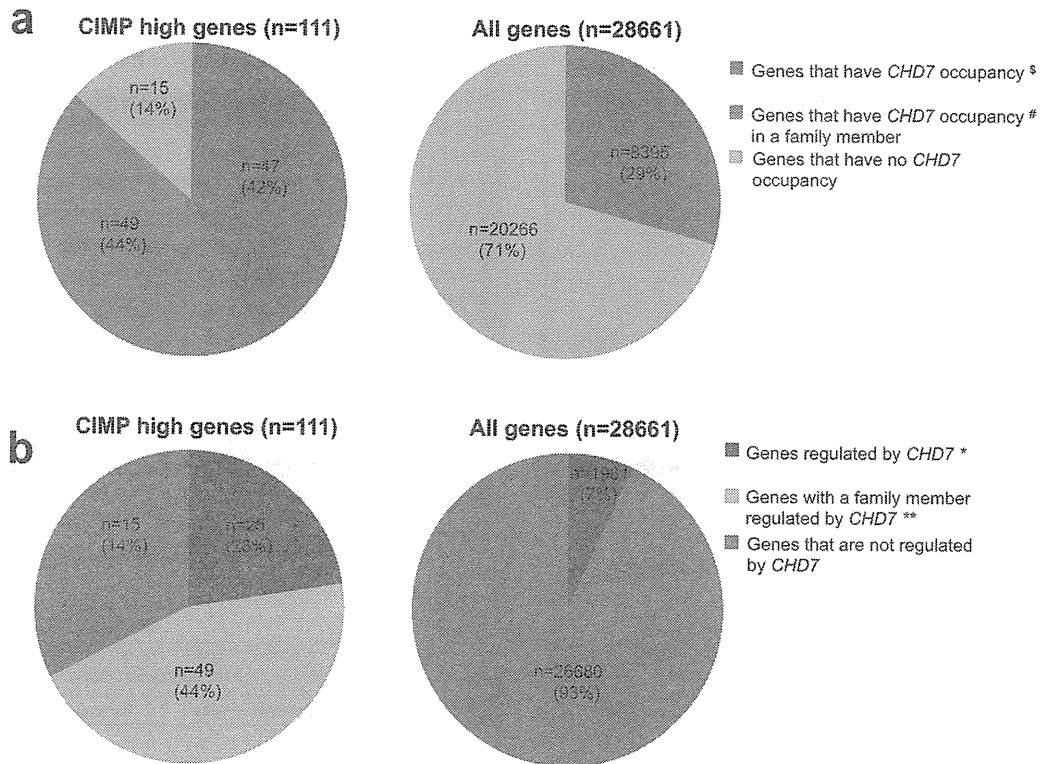 a
CIMP high genes (n=111)
All genes (n=28661)
n=15
(14%)
n=47
(42%)
n=49
(44%)
n=8395
(29%)
n=20266
(71%)
Genes that have CHD7 occupancy $
Genes that have CHD7 occupancy #
in a family member
Genes that have no CHD7
occupancy
b
CIMP high genes (n=111)
All genes (n=28661)
n=15
(14%)
(23%)
n=49
(44%)
n=1981
(7%)
n=26680
(93%)
Genes regulated by CHD7 *
Genes with a family member
regulated by CHD7 **
Genes that are not regulated
by CHD7